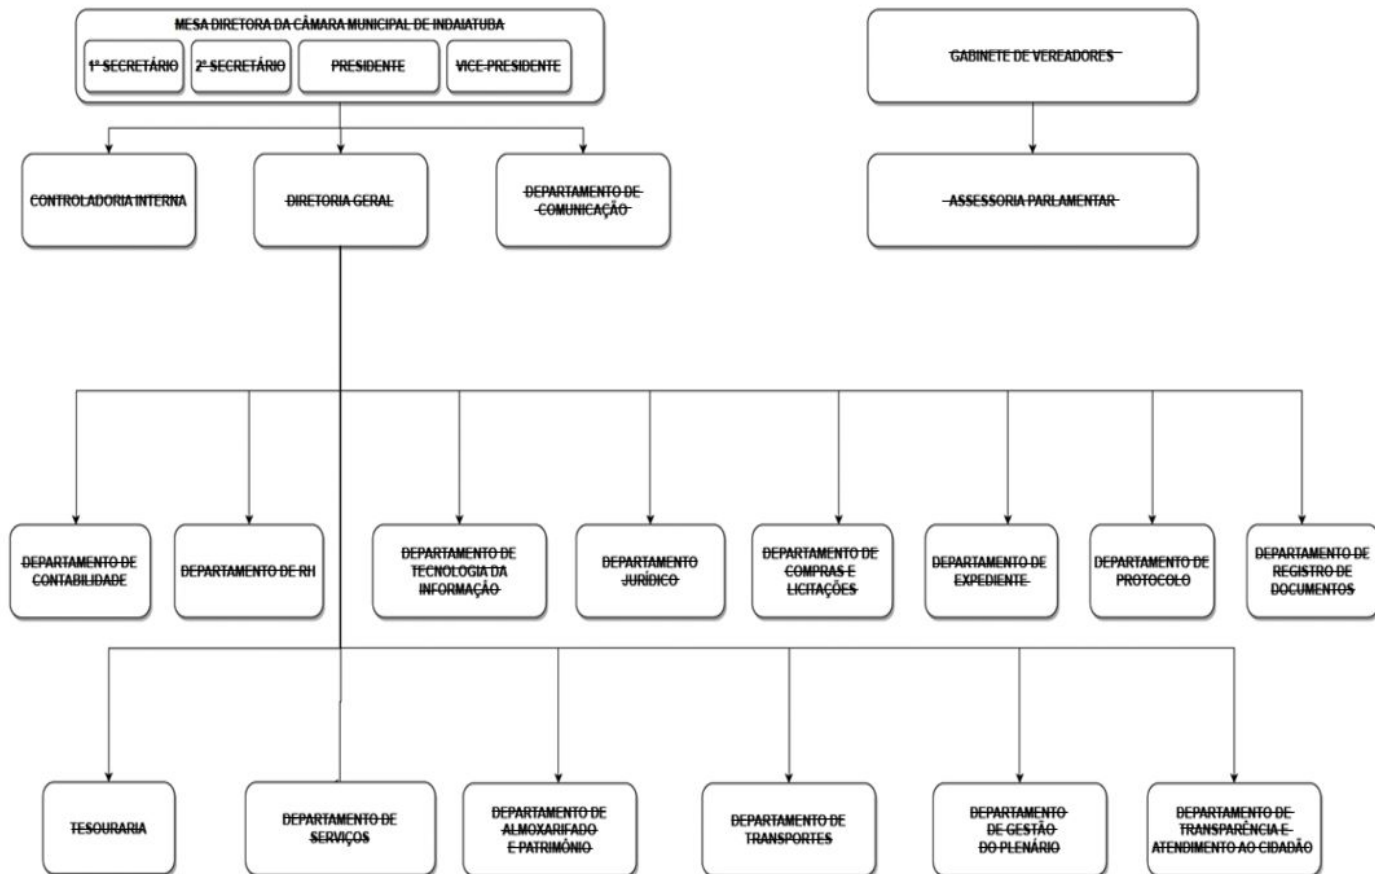 MESA DIRETORA DA CÂMARA MUNICIPAL DE INDAIATUBA
1º SECRETÁRIO
2º SECRETÁRIO
PRESIDENTE
VICE-PRESIDENTE
GABINETE DE VEREADORES
CONTROLADORIA INTERNA
DIRETORIA GERAL
DEPARTAMENTO DE
COMUNICAÇÃO
ASSESSORIA PARLAMENTAR
DEPARTAMENTO DE
CONTABILIDADE
DEPARTAMENTO DE RH
DEPARTAMENTO DE
TECNOLOGIA DA
INFORMAÇÃO
DEPARTAMENTO
JURÍDICO
DEPARTAMENTO DE
COMPRAS E
LICITAÇÕES
DEPARTAMENTO DE
EXPEDIENTE
DEPARTAMENTO DE
PROTOCOLO
DEPARTAMENTO DE
REGISTRO DE
DOCUMENTOS
TESOURARIA
DEPARTAMENTO DE
SERVIÇOS
DEPARTAMENTO DE
ALMOXARIFADO
E PATRIMÔNIO
DEPARTAMENTO DE
TRANSPORTES
DEPARTAMENTO
DE GESTÃO
DO PLENÁRIO
DEPARTAMENTO DE
TRANSPARÊNCIA E
ATENDIMENTO AO CIDADÃO